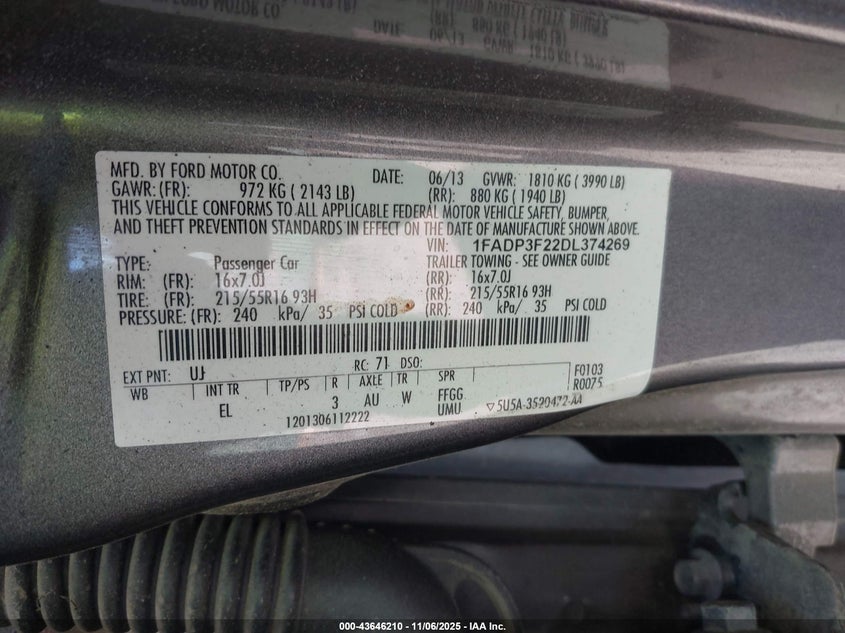 MFD. BY FORD MOTOR CO. DATE: 06/13 GVWR: 1810 KG ( 3990 LB)
GAWR: (FR): 972 KG ( 2143 LB) (RR): 880 KG ( 1940 LB)
THIS VEHICLE CONFORMS TO ALL APPLICABLE FEDERAL MOTOR VEHICLE SAFETY, BUMPER,
AND THEFT PREVENTION STANDARDS IN EFFECT ON THE DATE OF MANUFACTURE SHOWN ABOVE.
VIN: 1FADP3F22DL374269
TYPE: Passenger Car TRAILER TOWING - SEE OWNER GUIDE
RIM: (FR): 16x7.0J (RR): 16x7.0J
TIRE: (FR): 215/55R16 93H (RR): 215/55R16 93H
PRESSURE: (FR): 240 kPa/ 35 PSI COLD (RR): 240 kPa/ 35 PSI COLD
EXT PNT: UJ RC: 71 DSO: F0103
WB INT TR TP/PS R AXLE TR SPR R0075
EL 3 AU W FFGG
1201306112222 UMU
000-43646210 - 11/06/2025 - IAA Inc.